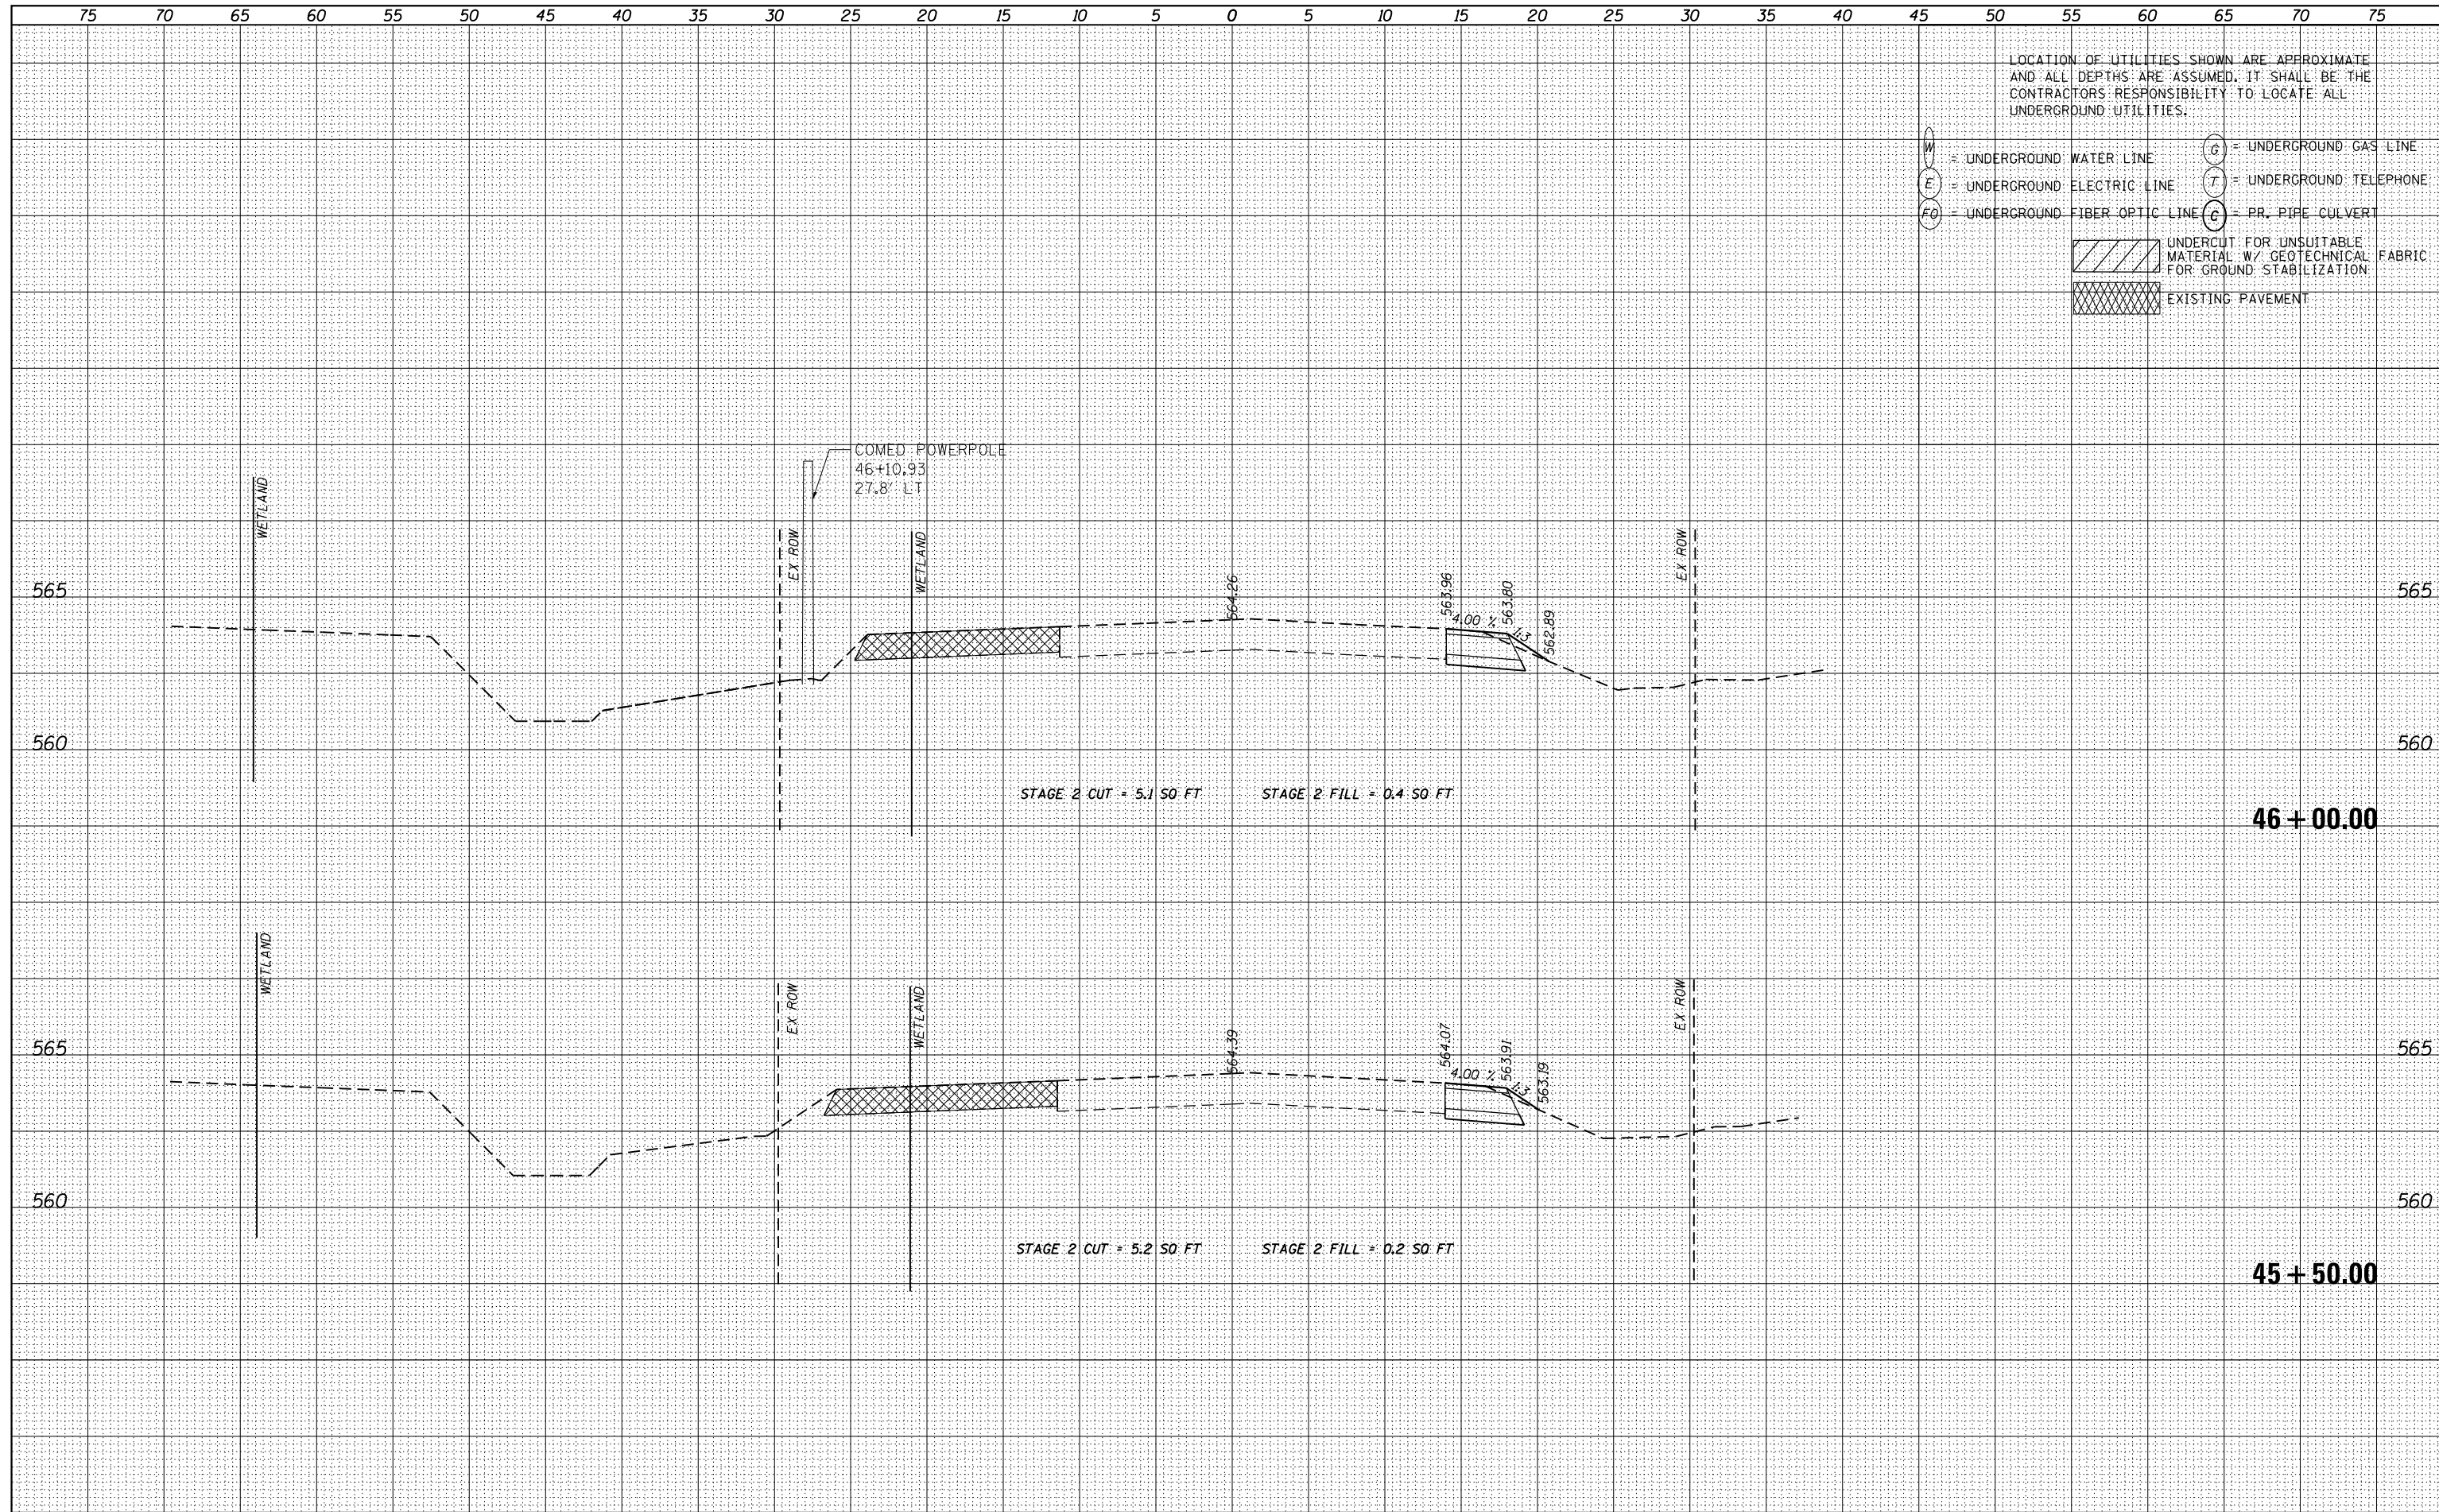 75 70 65 60 55 50 45 40 35 30 25 20 15 10 5 0 5 10 15 20 25 30 35 40 45 50 55 60 65 70 75
LOCATION OF UTILITIES SHOWN ARE APPROXIMATE
AND ALL DEPTHS ARE ASSUMED. IT SHALL BE THE
CONTRACTORS RESPONSIBILITY TO LOCATE ALL
UNDERGROUND UTILITIES.
W = UNDERGROUND WATER LINE
G = UNDERGROUND GAS LINE
E = UNDERGROUND ELECTRIC LINE
T = UNDERGROUND TELEPHONE
FO = UNDERGROUND FIBER OPTIC LINE
C = PR. PIPE CULVERT
UNDERCUT FOR UNSUITABLE
MATERIAL W/ GEOTECHNICAL FABRIC
FOR GROUND STABILIZATION
EXISTING PAVEMENT
COMED POWERPOLE
46+10.93
27.8' LT
WETLAND
EX ROW
WETLAND
564.26
563.96
4.00 %
563.80
1:3
562.89
EX ROW
565
565
560
560
STAGE 2 CUT = 5.1 SQ FT
STAGE 2 FILL = 0.4 SQ FT
46+00.00
WETLAND
EX ROW
WETLAND
564.39
564.07
4.00 %
563.91
1:3
563.19
EX ROW
565
565
560
560
STAGE 2 CUT = 5.2 SQ FT
STAGE 2 FILL = 0.2 SQ FT
45+50.00